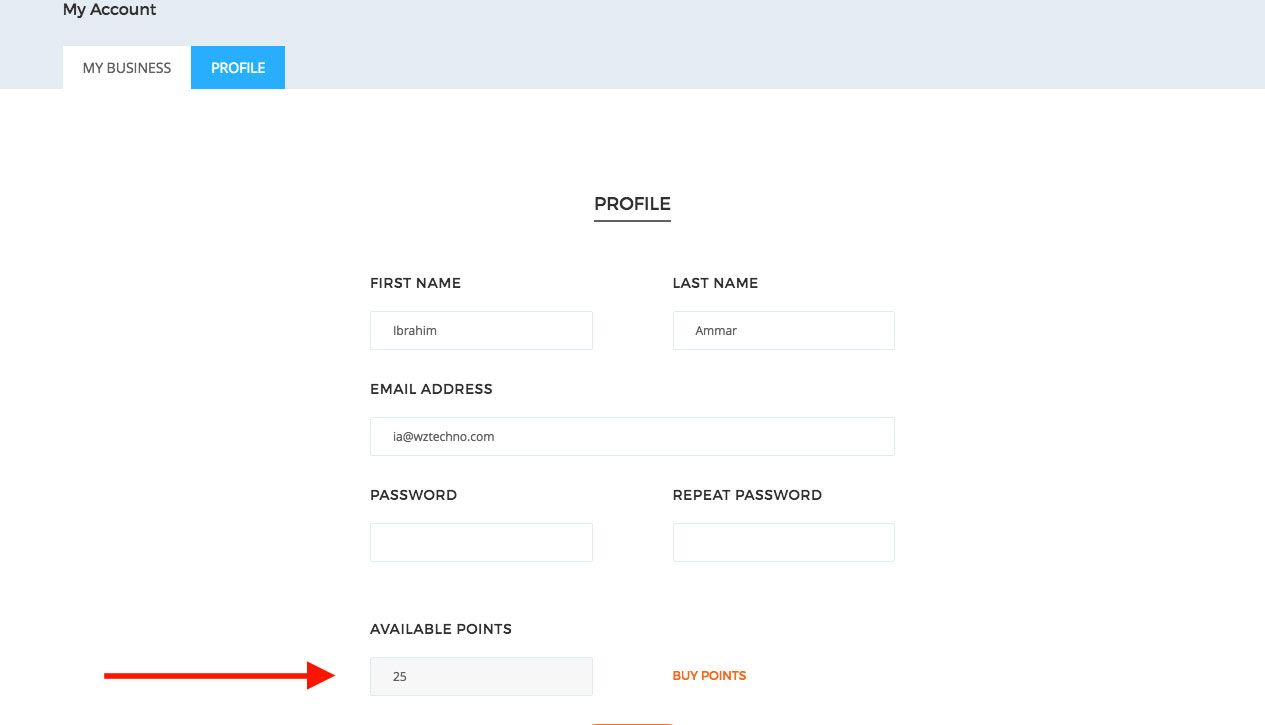 My Account
MY BUSINESS PROFILE
PROFILE
FIRST NAME LAST NAME
Ibrahim Ammar
EMAIL ADDRESS
ia@wztechno.com
PASSWORD REPEAT PASSWORD
AVAILABLE POINTS
25 BUY POINTS